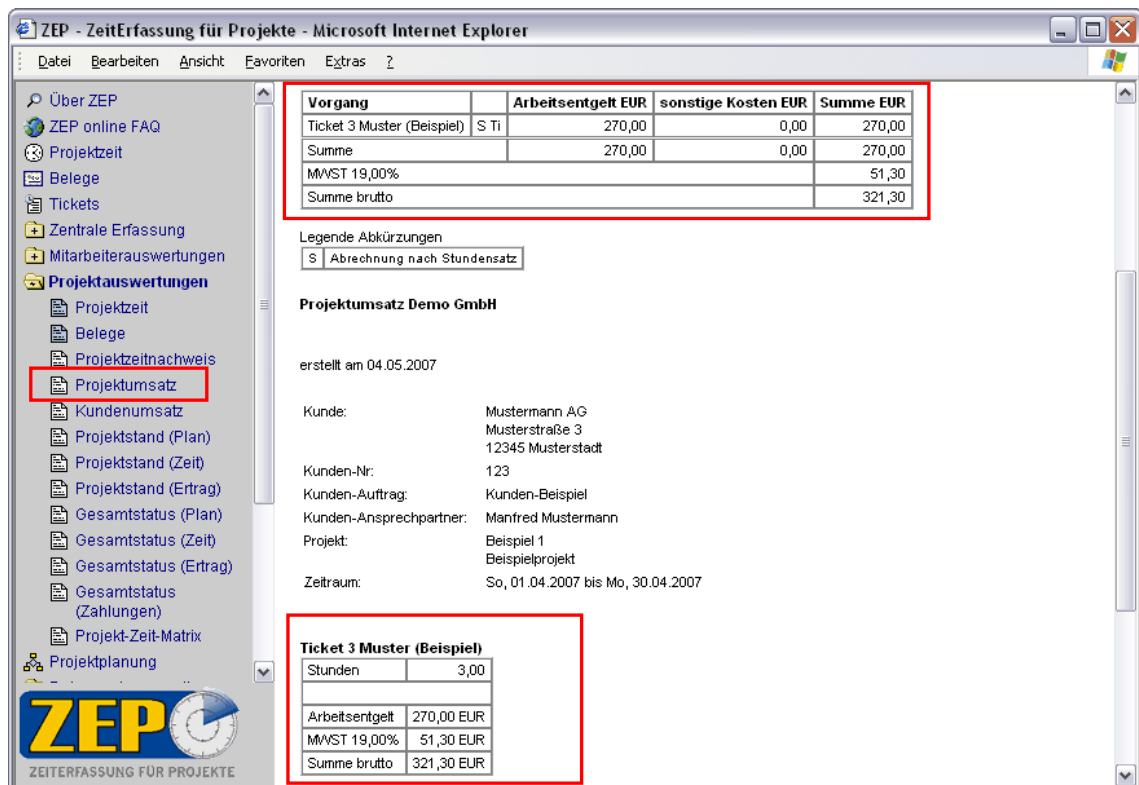 ZEP - ZeitErfassung für Projekte - Microsoft Internet Explorer
Datei Bearbeiten Ansicht Favoriten Extras ?
Über ZEP
ZEP online FAQ
Projektzeit
Belege
Tickets
Zentrale Erfassung
Mitarbeiterauswertungen
Projektauswertungen
Projektzeit
Belege
Projektzeitnachweis
Projektumsatz
Kundenumsatz
Projektstand (Plan)
Projektstand (Zeit)
Projektstand (Ertrag)
Gesamtstatus (Plan)
Gesamtstatus (Zeit)
Gesamtstatus (Ertrag)
Gesamtstatus
(Zahlungen)
Projekt-Zeit-Matrix
Projektplanung
ZEP
ZEITERFASSUNG FÜR PROJEKTE
Vorgang Arbeitsentgelt EUR sonstige Kosten EUR Summe EUR
Ticket 3 Muster (Beispiel) S Ti 270,00 0,00 270,00
Summe 270,00 0,00 270,00
MWST 19,00% 51,30
Summe brutto 321,30
Legende Abkürzungen
S Abrechnung nach Stundensatz
Projektumsatz Demo GmbH
erstellt am 04.05.2007
Kunde: Mustermann AG
Musterstraße 3
12345 Musterstadt
Kunden-Nr: 123
Kunden-Auftrag: Kunden-Beispiel
Kunden-Ansprechpartner: Manfred Mustermann
Projekt: Beispiel 1
Beispielprojekt
Zeitraum: So, 01.04.2007 bis Mo, 30.04.2007
Ticket 3 Muster (Beispiel)
Stunden 3,00
Arbeitsentgelt 270,00 EUR
MWST 19,00% 51,30 EUR
Summe brutto 321,30 EUR